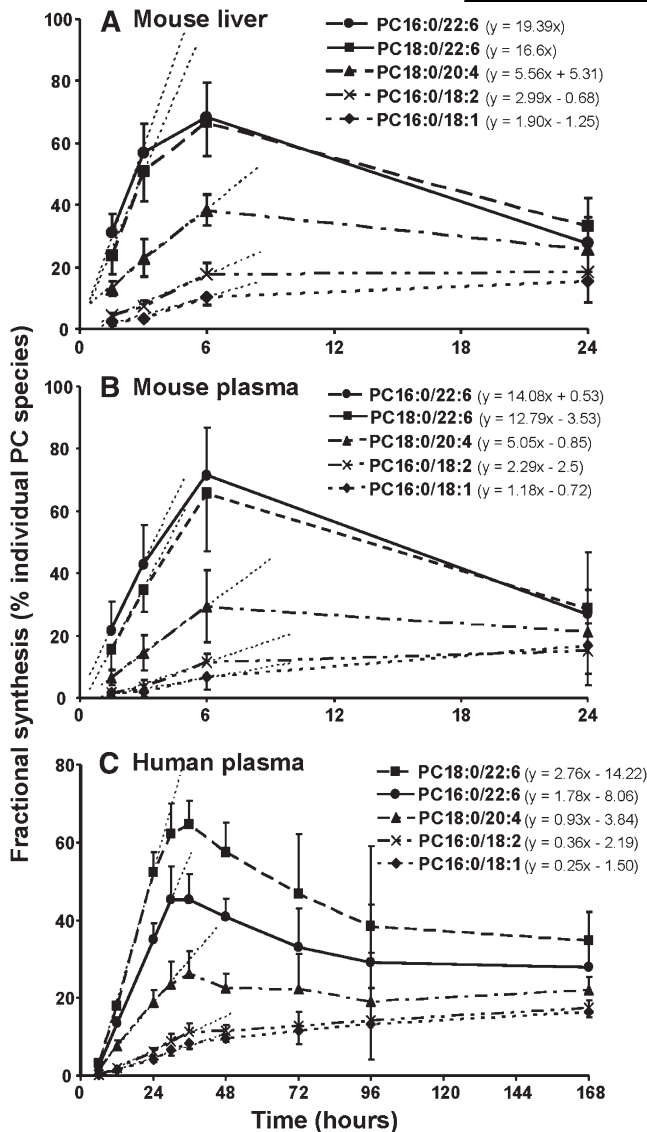 A Mouse liver
PC16:0/22:6 (y = 19.39x)
PC18:0/22:6 (y = 16.6x)
PC18:0/20:4 (y = 5.56x + 5.31)
PC16:0/18:2 (y = 2.99x - 0.68)
PC16:0/18:1 (y = 1.90x - 1.25)
100
80
60
40
20
0
0 6 12 18 24
B Mouse plasma
PC16:0/22:6 (y = 14.08x + 0.53)
PC18:0/22:6 (y = 12.79x - 3.53)
PC18:0/20:4 (y = 5.05x - 0.85)
PC16:0/18:2 (y = 2.29x - 2.5)
PC16:0/18:1 (y = 1.18x - 0.72)
100
80
60
40
20
0
0 6 12 18 24
Fractional synthesis (% individual PC species)
C Human plasma
PC18:0/22:6 (y = 2.76x - 14.22)
PC16:0/22:6 (y = 1.78x - 8.06)
PC18:0/20:4 (y = 0.93x - 3.84)
PC16:0/18:2 (y = 0.36x - 2.19)
PC16:0/18:1 (y = 0.25x - 1.50)
80
60
40
20
0
0 24 48 72 96 120 144 168
Time (hours)